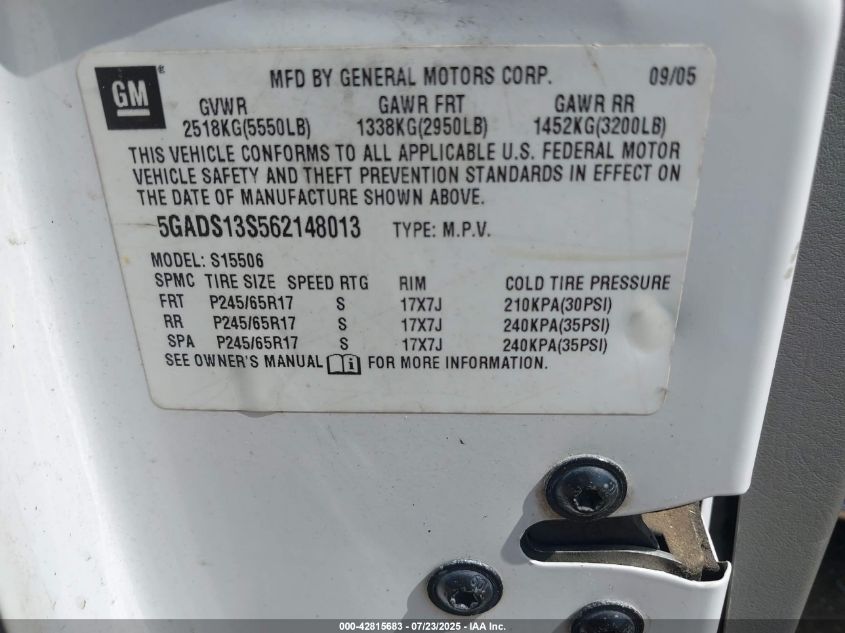 GM ® MFD BY GENERAL MOTORS CORP. 09/05
GVWR GAWR FRT GAWR RR
2518KG(5550LB) 1338KG(2950LB) 1452KG(3200LB)
THIS VEHICLE CONFORMS TO ALL APPLICABLE U.S. FEDERAL MOTOR
VEHICLE SAFETY AND THEFT PREVENTION STANDARDS IN EFFECT ON
THE DATE OF MANUFACTURE SHOWN ABOVE.
5GADS13S562148013 TYPE: M.P.V.
MODEL: S15506
SPMC TIRE SIZE SPEED RTG RIM COLD TIRE PRESSURE
FRT P245/65R17 S 17X7J 210KPA(30PSI)
RR P245/65R17 S 17X7J 240KPA(35PSI)
SPA P245/65R17 S 17X7J 240KPA(35PSI)
SEE OWNER'S MANUAL i FOR MORE INFORMATION.
000-42815683 - 07/23/2025 - IAA Inc.